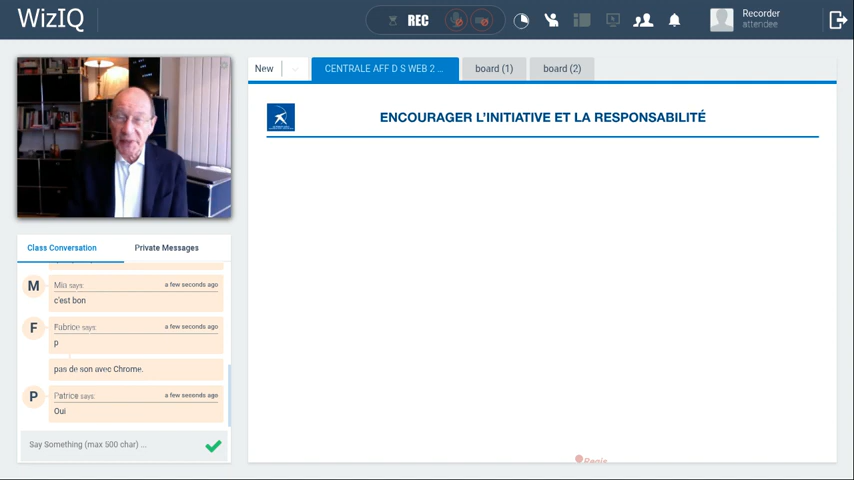 WizIQ
REC
Recorder
attendee
New
CENTRALE AFF D S WEB 2 ...
board (1)
board (2)
ENCOURAGER L'INITIATIVE ET LA RESPONSABILITÉ
Class Conversation
Private Messages
M
Mia says:
a few seconds ago
c'est bon
F
Fabrice says:
a few seconds ago
p
pas de son avec Chrome.
P
Patrice says:
a few seconds ago
Oui
Say Something (max 500 char) ...